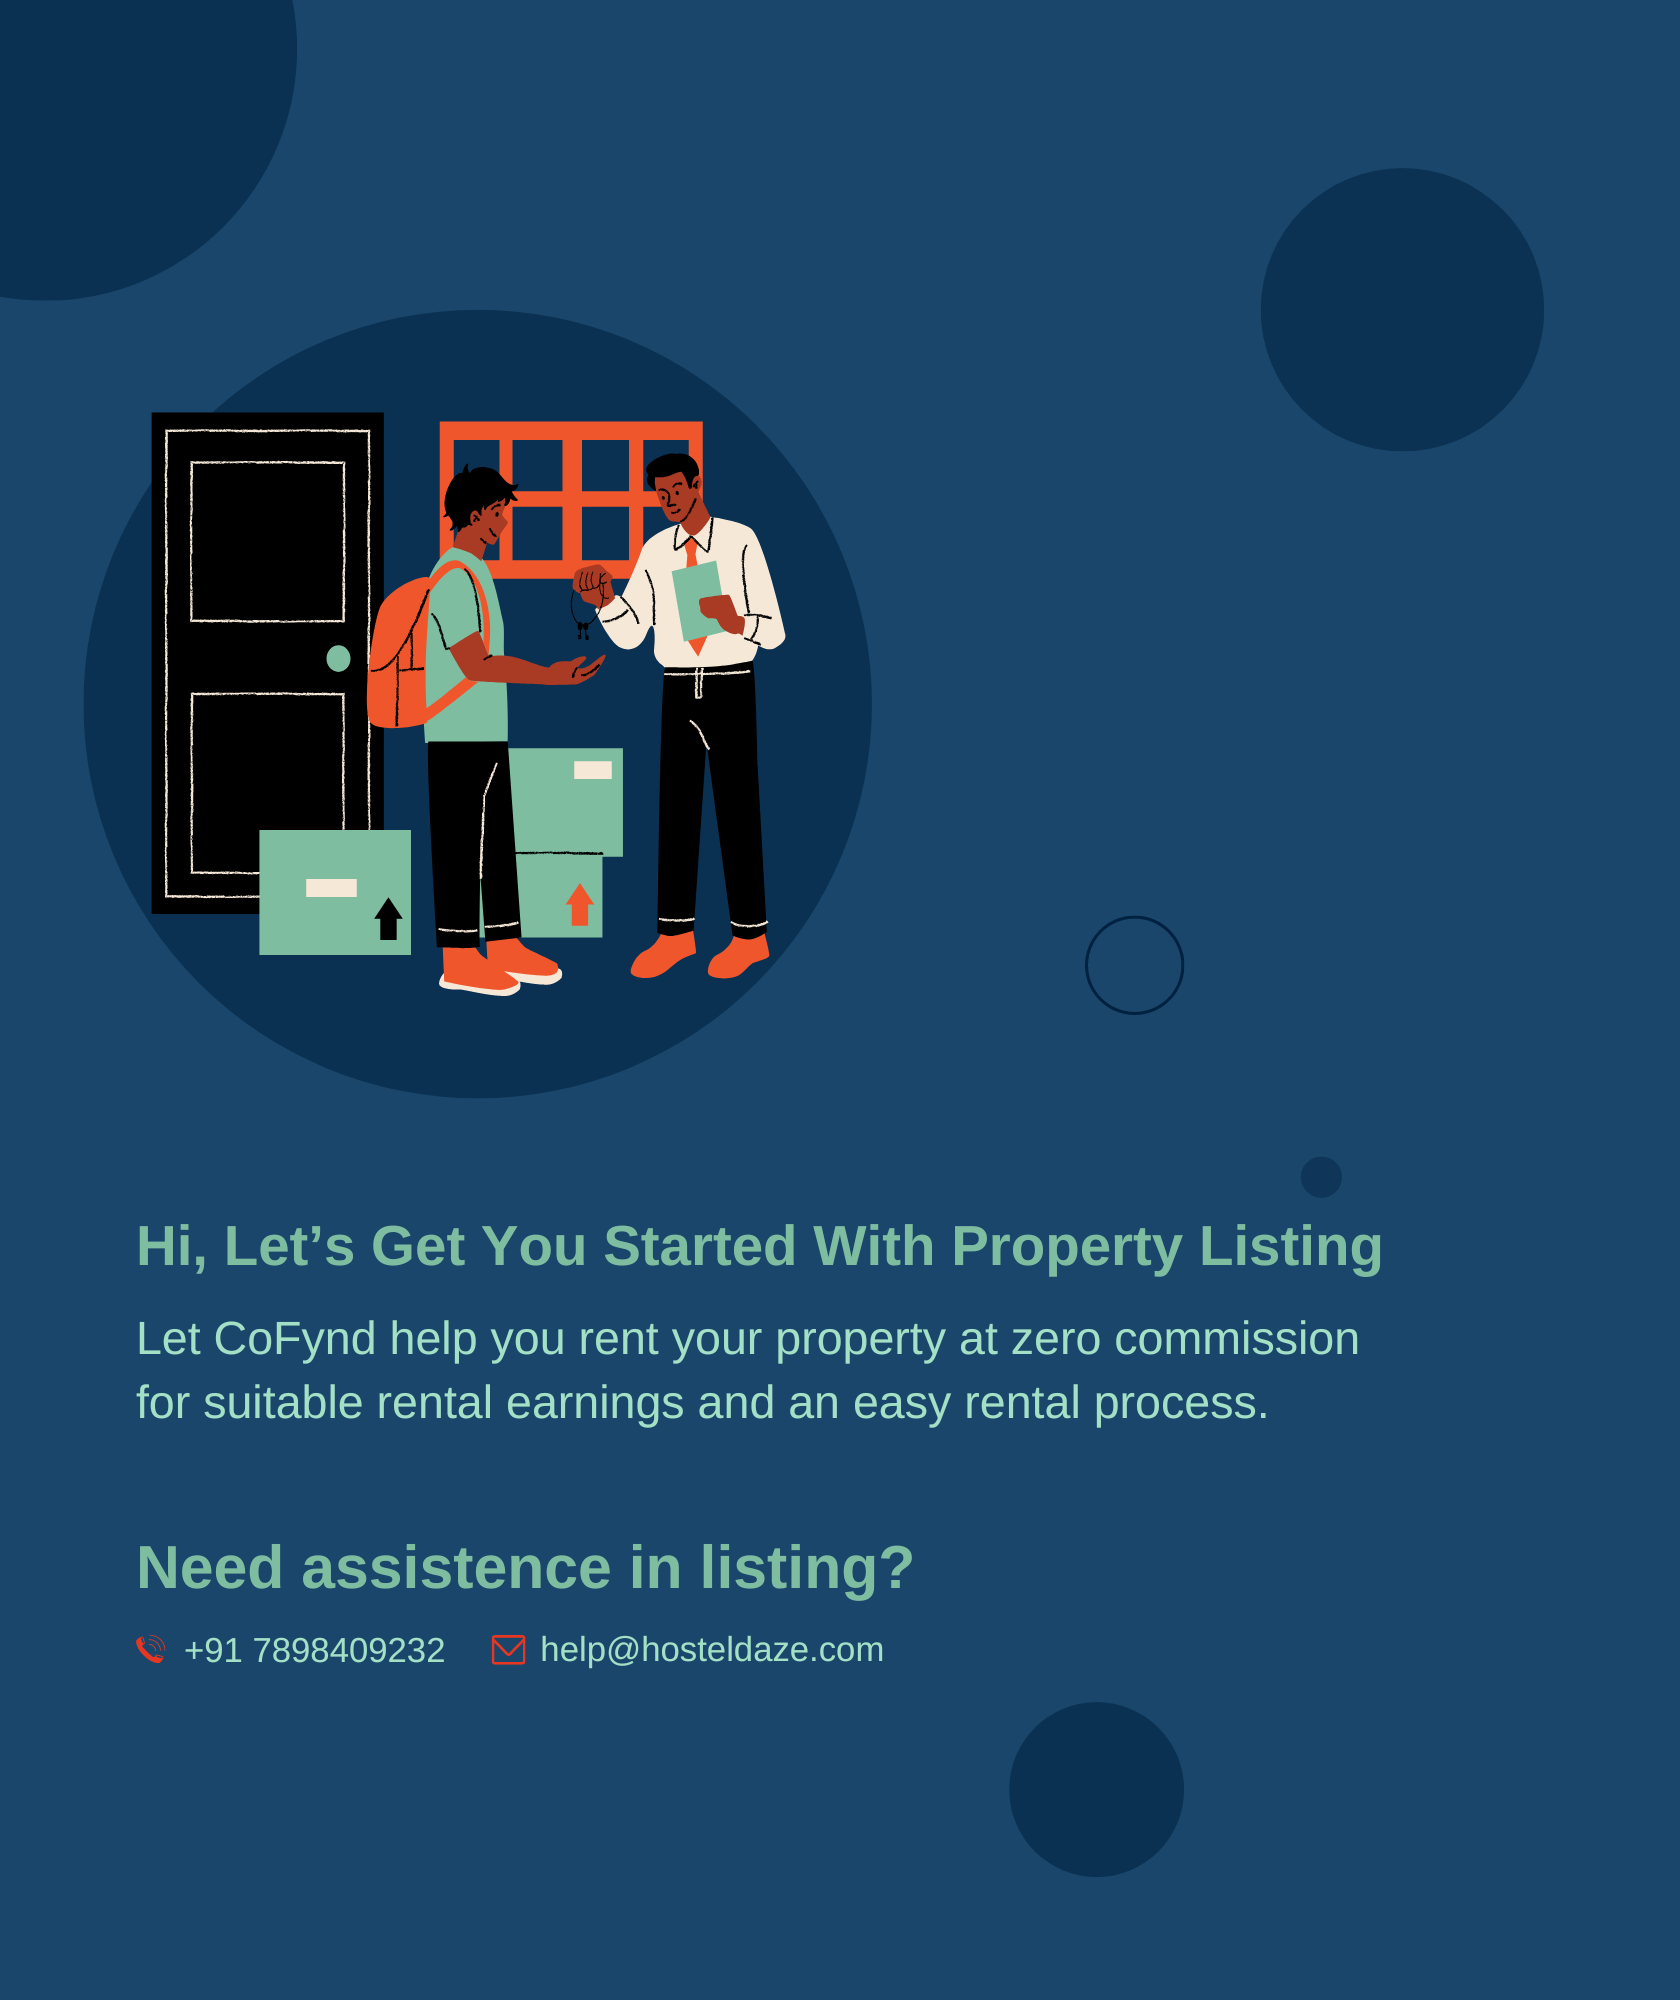 Hi, Let’s Get You Started With Property Listing
Let CoFynd help you rent your property at zero commission
for suitable rental earnings and an easy rental process.
Need assistence in listing?
+91 7898409232 help@hosteldaze.com